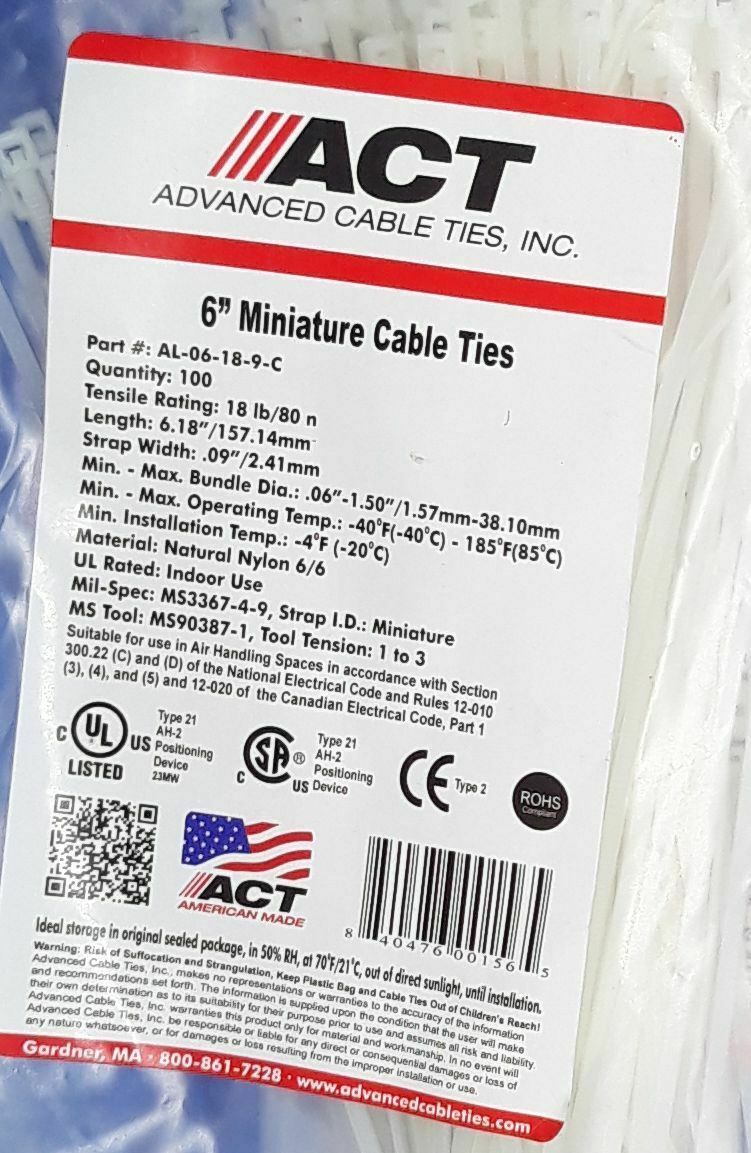 ACT
ADVANCED CABLE TIES, INC.
6” Miniature Cable Ties
Part #: AL-06-18-9-C
Quantity: 100
Tensile Rating: 18 lb/80 n
Length: 6.18”/157.14mm
Strap Width: .09”/2.41mm
Min. - Max. Bundle Dia.: .06”-1.50”/1.57mm-38.10mm
Min. - Max. Operating Temp.: -40°F(-40°C) - 185°F(85°C)
Min. Installation Temp.: -4°F (-20°C)
Material: Natural Nylon 6/6
UL Rated: Indoor Use
Mil-Spec: MS3367-4-9, Strap I.D.: Miniature
MS Tool: MS90387-1, Tool Tension: 1 to 3
Suitable for use in Air Handling Spaces in accordance with Section
300.22 (C) and (D) of the National Electrical Code and Rules 12-010
(3), (4), and (5) and 12-020 of the Canadian Electrical Code, Part 1
C UL US
LISTED
Type 21
AH-2
Positioning
Device
23MW
C SA ® US
Type 21
AH-2
Positioning
Device
CE Type 2
ROHS
Compliant
ACT
AMERICAN MADE
8 40476 00156 5
Ideal storage in original sealed package, in 50% RH, at 70°F/21°C, out of direct sunlight, until installation.
Warning: Risk of Suffocation and Strangulation, Keep Plastic Bag and Cable Ties Out of Children's Reach!
Advanced Cable Ties, Inc., makes no representations or warranties to the accuracy of the information
and recommendations set forth. The information is supplied upon the condition that the user will make
their own determination as to its suitability for their purpose prior to use and assumes all risk and liability.
Advanced Cable Ties, Inc. warranties this product only for material and workmanship. In no event will
Advanced Cable Ties, Inc. be responsible or liable for any direct or consequential damages or loss of
any nature whatsoever, or for damages or loss resulting from the improper installation or use.
Gardner, MA · 800-861-7228 · www.advancedcableties.com